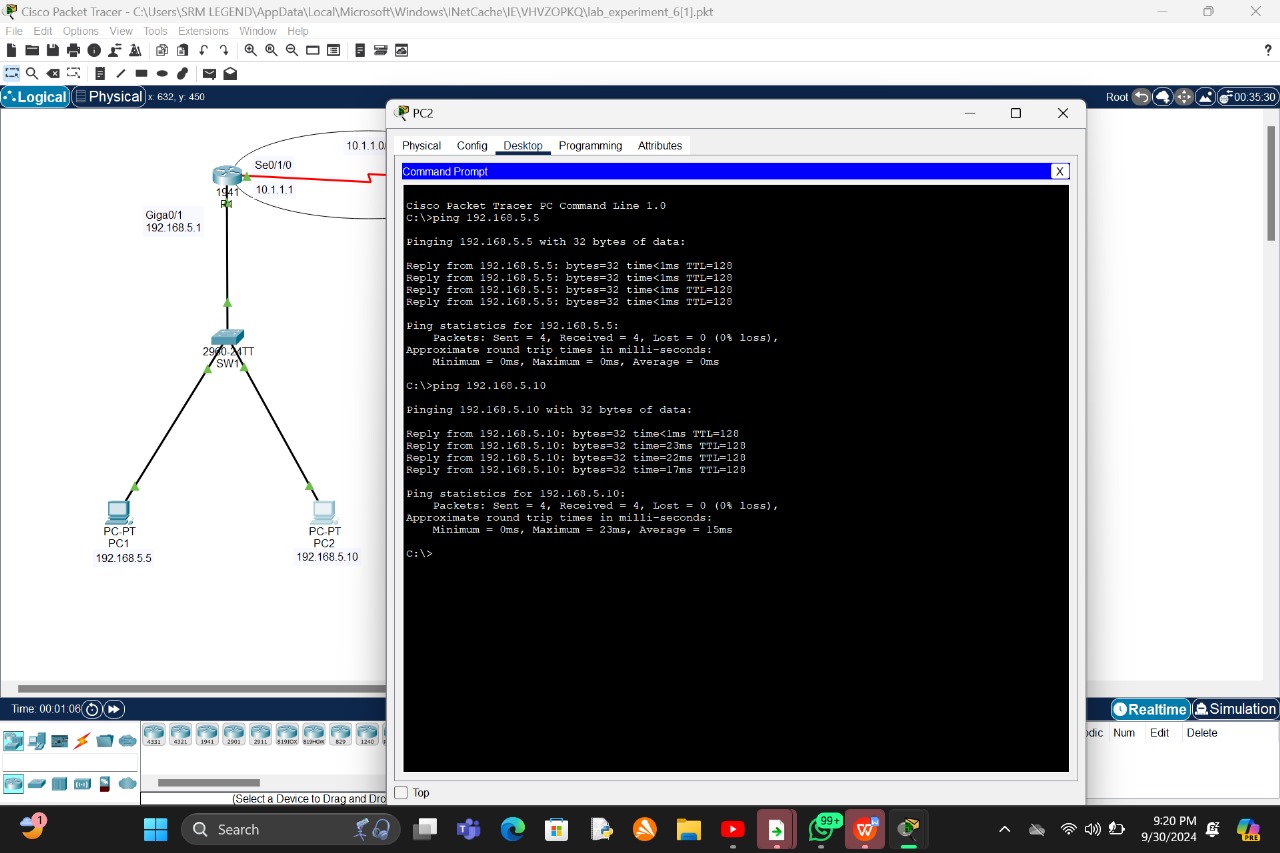 Cisco Packet Tracer - C:\Users\SRM LEGEND\AppData\Local\Microsoft\Windows\INetCache\IE\VHVZOPKQ\lab_experiment_6[1].pkt
File Edit Options View Tools Extensions Window Help
?
Logical Physical x: 632, y: 450
Root 00:35:30
PC2
Physical Config Desktop Programming Attributes
Command Prompt X
Cisco Packet Tracer PC Command Line 1.0
C:\>ping 192.168.5.5
Pinging 192.168.5.5 with 32 bytes of data:
Reply from 192.168.5.5: bytes=32 time<1ms TTL=128
Reply from 192.168.5.5: bytes=32 time<1ms TTL=128
Reply from 192.168.5.5: bytes=32 time<1ms TTL=128
Reply from 192.168.5.5: bytes=32 time<1ms TTL=128
Ping statistics for 192.168.5.5:
Packets: Sent = 4, Received = 4, Lost = 0 (0% loss),
Approximate round trip times in milli-seconds:
Minimum = 0ms, Maximum = 0ms, Average = 0ms
C:\>ping 192.168.5.10
Pinging 192.168.5.10 with 32 bytes of data:
Reply from 192.168.5.10: bytes=32 time<1ms TTL=128
Reply from 192.168.5.10: bytes=32 time=23ms TTL=128
Reply from 192.168.5.10: bytes=32 time=22ms TTL=128
Reply from 192.168.5.10: bytes=32 time=17ms TTL=128
Ping statistics for 192.168.5.10:
Packets: Sent = 4, Received = 4, Lost = 0 (0% loss),
Approximate round trip times in milli-seconds:
Minimum = 0ms, Maximum = 23ms, Average = 15ms
C:\>
Top
10.1.1.0
Se0/1/0
1941
10.1.1.1
Giga0/1
192.168.5.1
2960-24TT
SW1
PC-PT
PC1
192.168.5.5
PC-PT
PC2
192.168.5.10
Time: 00:01:06
Realtime Simulation
4331 4321 1941 2901 2911 819IOX 819HGW 829 1240
odic Num Edit Delete
(Select a Device to Drag and Dro
1
Search
99+
9:20 PM
9/30/2024
PRE